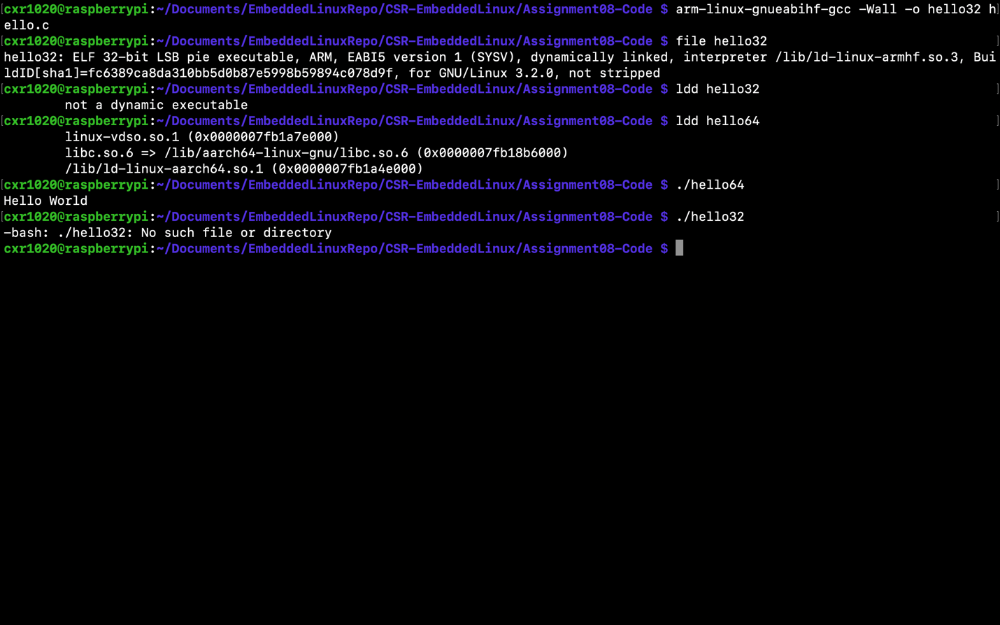 cxr1020@raspberrypi:~/Documents/EmbeddedLinuxRepo/CSR-EmbeddedLinux/Assignment08-Code $ arm-linux-gnueabihf-gcc -Wall -o hello32 h
ello.c
cxr1020@raspberrypi:~/Documents/EmbeddedLinuxRepo/CSR-EmbeddedLinux/Assignment08-Code $ file hello32
hello32: ELF 32-bit LSB pie executable, ARM, EABI5 version 1 (SYSV), dynamically linked, interpreter /lib/ld-linux-armhf.so.3, Bui
ldID[sha1]=fc6389ca8da310bb5d0b87e5998b59894c078d9f, for GNU/Linux 3.2.0, not stripped
cxr1020@raspberrypi:~/Documents/EmbeddedLinuxRepo/CSR-EmbeddedLinux/Assignment08-Code $ ldd hello32
not a dynamic executable
cxr1020@raspberrypi:~/Documents/EmbeddedLinuxRepo/CSR-EmbeddedLinux/Assignment08-Code $ ldd hello64
linux-vdso.so.1 (0x0000007fb1a7e000)
libc.so.6 => /lib/aarch64-linux-gnu/libc.so.6 (0x0000007fb18b6000)
/lib/ld-linux-aarch64.so.1 (0x0000007fb1a4e000)
cxr1020@raspberrypi:~/Documents/EmbeddedLinuxRepo/CSR-EmbeddedLinux/Assignment08-Code $ ./hello64
Hello World
cxr1020@raspberrypi:~/Documents/EmbeddedLinuxRepo/CSR-EmbeddedLinux/Assignment08-Code $ ./hello32
-bash: ./hello32: No such file or directory
cxr1020@raspberrypi:~/Documents/EmbeddedLinuxRepo/CSR-EmbeddedLinux/Assignment08-Code $